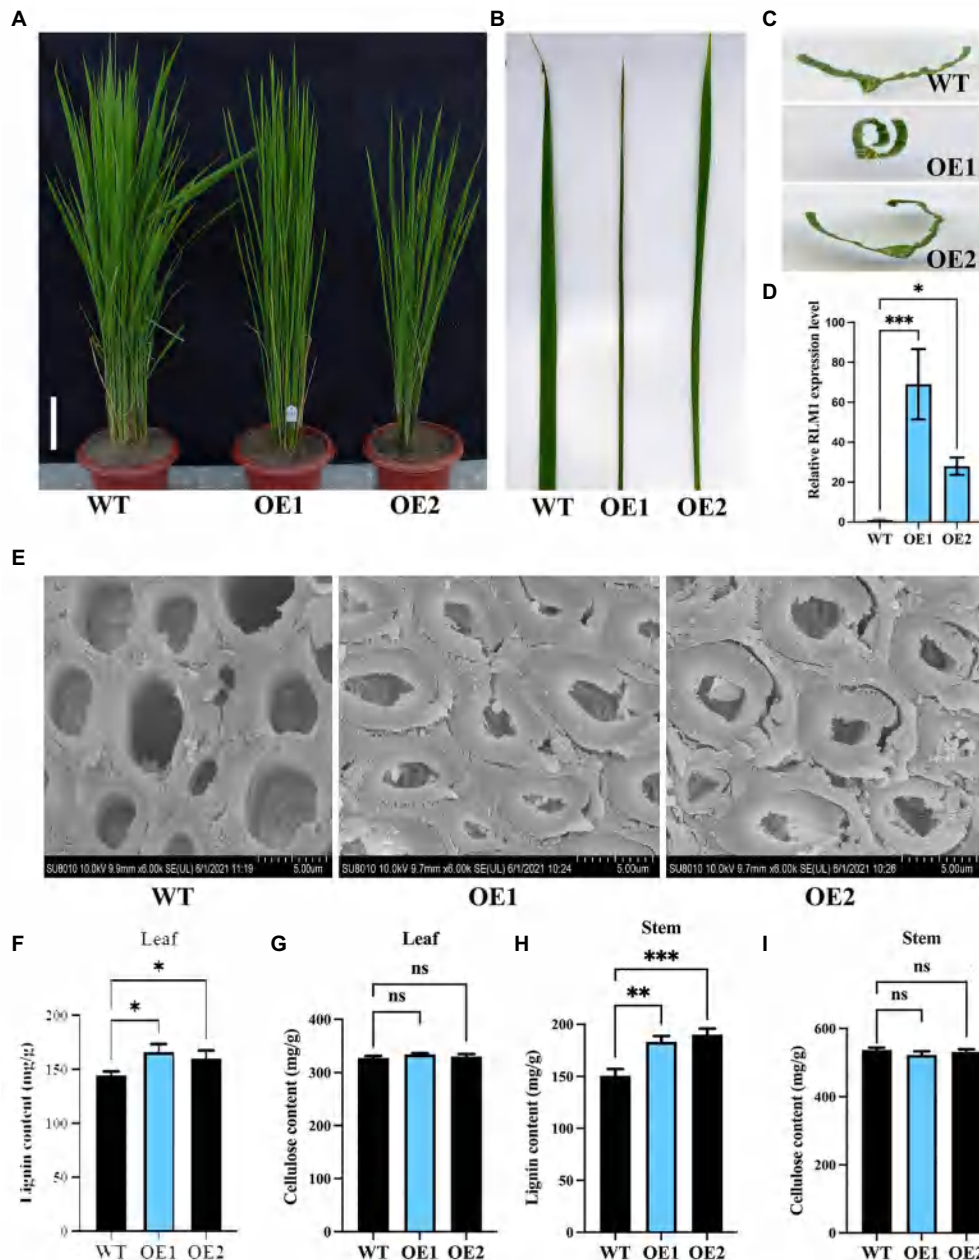 A
B
C
WT
OE1
OE2
WT
OE1
OE2
WT
OE1
OE2
D
Relative RLM1 expression level
***
*
100
80
60
40
20
0
WT OE1 OE2
E
SU8010 10.0kV 9.9mm x6.00k SE(UL) 6/1/2021 11:19 5.00um
SU8010 10.0kV 9.7mm x6.00k SE(UL) 6/1/2021 10:24 5.00um
SU8010 10.0kV 9.7mm x6.00k SE(UL) 6/1/2021 10:26 5.00um
WT
OE1
OE2
F
Leaf
*
*
Lignin content (mg/g)
200
150
100
50
0
WT OE1 OE2
G
Leaf
ns
ns
Cellulose content (mg/g)
400
300
200
100
0
WT OE1 OE2
H
Stem
***
**
Lignin content (mg/g)
200
150
100
50
0
WT OE1 OE2
I
Stem
ns
ns
Cellulose content (mg/g)
600
400
200
0
WT OE1 OE2